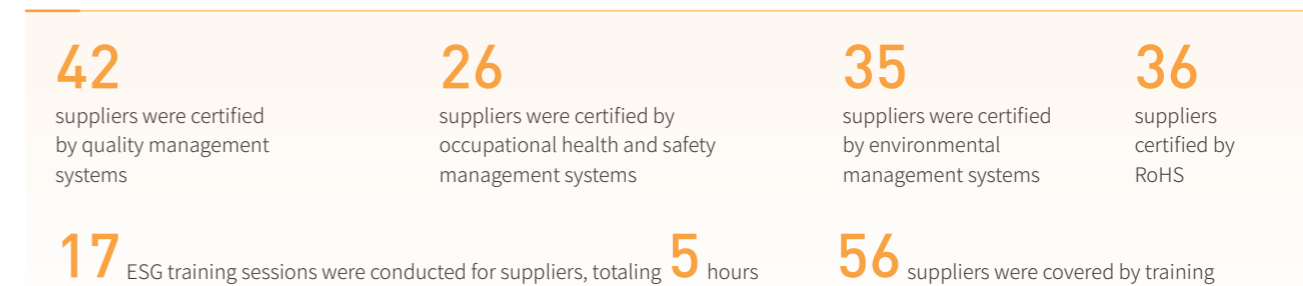 42
suppliers were certified
by quality management
systems
26
suppliers were certified by
occupational health and safety
management systems
35
suppliers were certified
by environmental
management systems
36
suppliers
certified by
RoHS
17 ESG training sessions were conducted for suppliers, totaling 5 hours
56 suppliers were covered by training